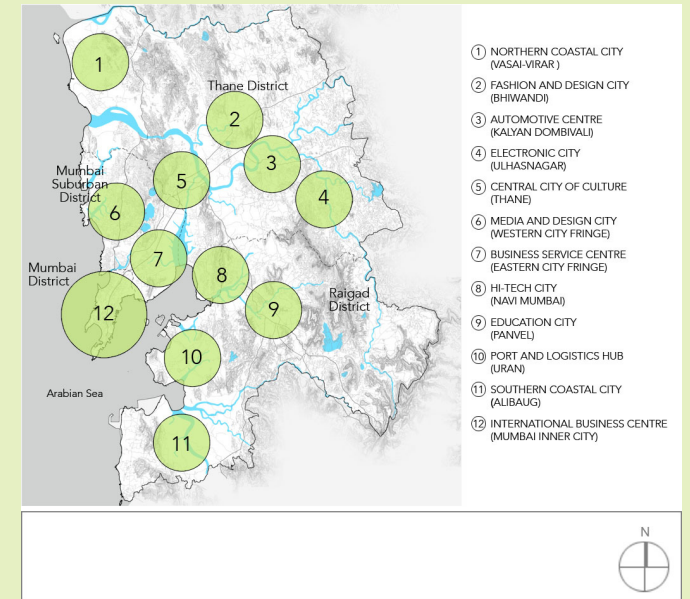 1
Thane District
2
3
Mumbai
Suburban
District
5
4
6
7
Mumbai
District
8
Raigad
District
9
12
10
Arabian Sea
11
1 NORTHERN COASTAL CITY
(VASAI-VIRAR )
2 FASHION AND DESIGN CITY
(BHIWANDI)
3 AUTOMOTIVE CENTRE
(KALYAN DOMBIVALI)
4 ELECTRONIC CITY
(ULHASNAGAR)
5 CENTRAL CITY OF CULTURE
(THANE)
6 MEDIA AND DESIGN CITY
(WESTERN CITY FRINGE)
7 BUSINESS SERVICE CENTRE
(EASTERN CITY FRINGE)
8 HI-TECH CITY
(NAVI MUMBAI)
9 EDUCATION CITY
(PANVEL)
10 PORT AND LOGISTICS HUB
(URAN)
11 SOUTHERN COASTAL CITY
(ALIBAUG)
12 INTERNATIONAL BUSINESS CENTRE
(MUMBAI INNER CITY)
N